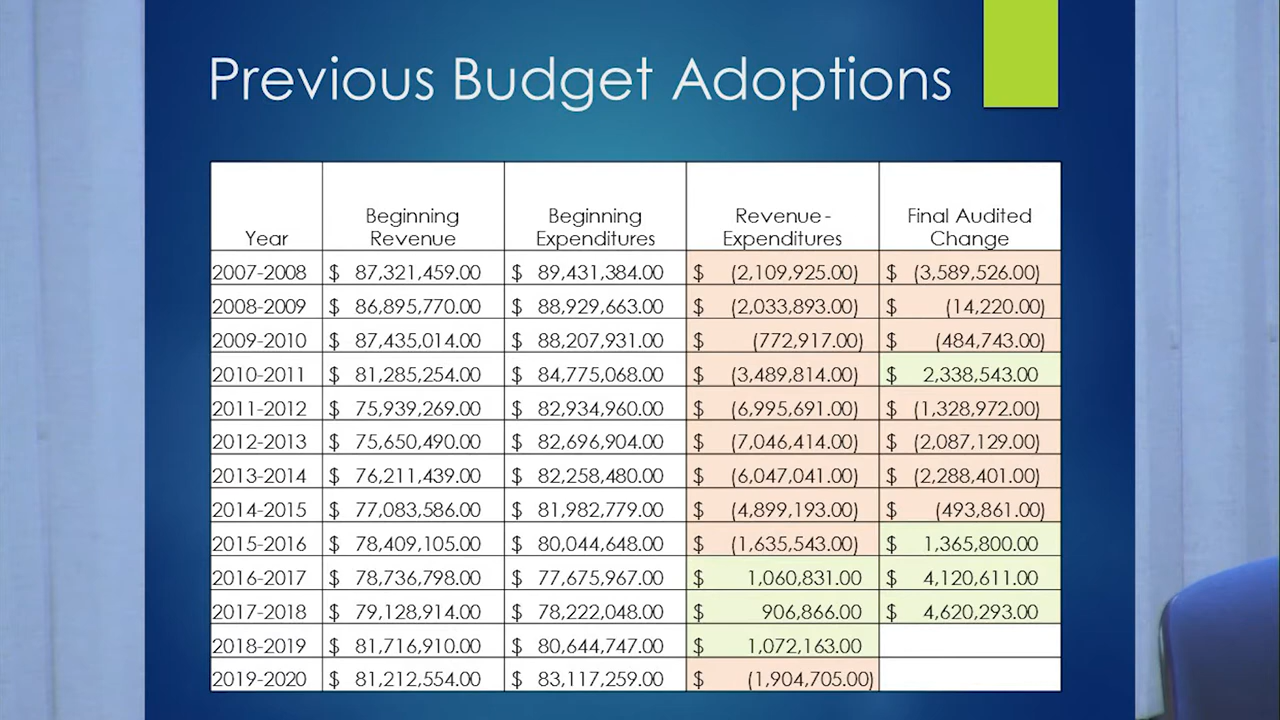 Previous Budget Adoptions
Year Beginning Revenue Beginning Expenditures Revenue - Expenditures Final Audited Change
2007-2008 $ 87,321,459.00 $ 89,431,384.00 $ (2,109,925.00) $ (3,589,526.00)
2008-2009 $ 86,895,770.00 $ 88,929,663.00 $ (2,033,893.00) $ (14,220.00)
2009-2010 $ 87,435,014.00 $ 88,207,931.00 $ (772,917.00) $ (484,743.00)
2010-2011 $ 81,285,254.00 $ 84,775,068.00 $ (3,489,814.00) $ 2,338,543.00
2011-2012 $ 75,939,269.00 $ 82,934,960.00 $ (6,995,691.00) $ (1,328,972.00)
2012-2013 $ 75,650,490.00 $ 82,696,904.00 $ (7,046,414.00) $ (2,087,129.00)
2013-2014 $ 76,211,439.00 $ 82,258,480.00 $ (6,047,041.00) $ (2,288,401.00)
2014-2015 $ 77,083,586.00 $ 81,982,779.00 $ (4,899,193.00) $ (493,861.00)
2015-2016 $ 78,409,105.00 $ 80,044,648.00 $ (1,635,543.00) $ 1,365,800.00
2016-2017 $ 78,736,798.00 $ 77,675,967.00 $ 1,060,831.00 $ 4,120,611.00
2017-2018 $ 79,128,914.00 $ 78,222,048.00 $ 906,866.00 $ 4,620,293.00
2018-2019 $ 81,716,910.00 $ 80,644,747.00 $ 1,072,163.00
2019-2020 $ 81,212,554.00 $ 83,117,259.00 $ (1,904,705.00)